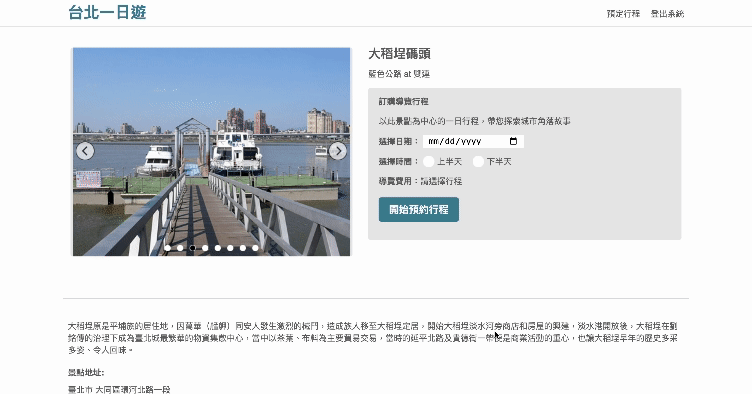 台北一日遊
預定行程 登出系統
大稻埕碼頭
藍色公路 at 雙連
訂購導覽行程
以此景點為中心的一日行程，帶您探索城市角落故事
選擇日期： mm/dd/yyyy
選擇時間： 上半天 下半天
導覽費用：請選擇行程
開始預約行程
大稻埕原是平埔族的居住地，因萬華（艋舺）同安人發生激烈的械鬥，造成族人移至大稻埕定居，開始大稻埕淡水河旁商店和房屋的興建，淡水港開放後，大稻埕在劉
銘傳的治理下成為臺北城最繁華的物資集散中心，當中以茶葉、布料為主要貿易交易，當時的延平北路及貴德街一帶便是商業活動的重心，也讓大稻埕早年的歷史多采
多姿、令人回味。
景點地址:
臺北市 大同區環河北路一段